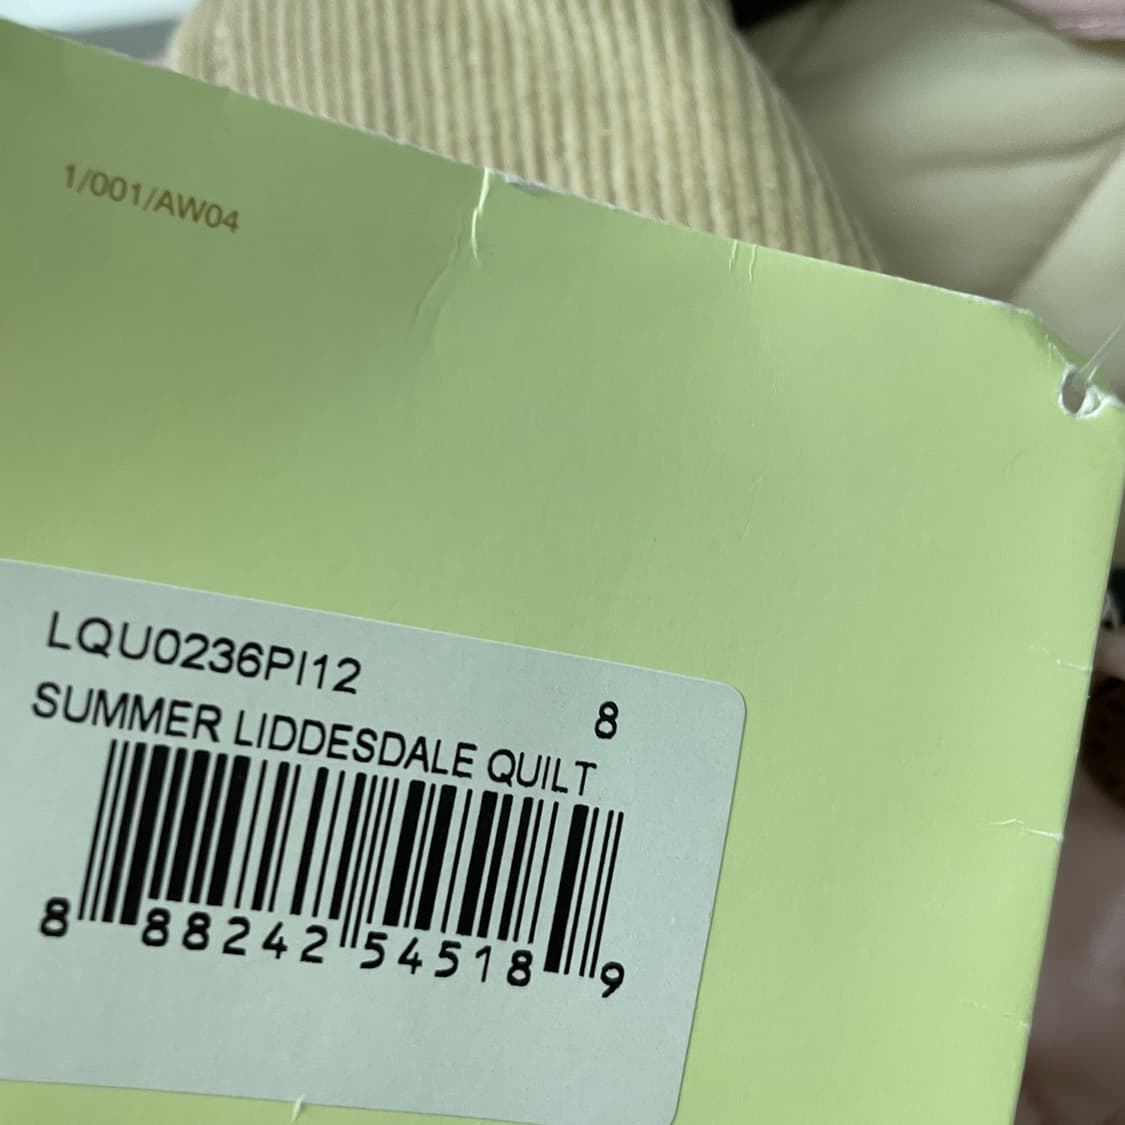 1/001/AW04
LQU0236PI12
8
SUMMER LIDDESDALE QUILT
8 88242 54518 9